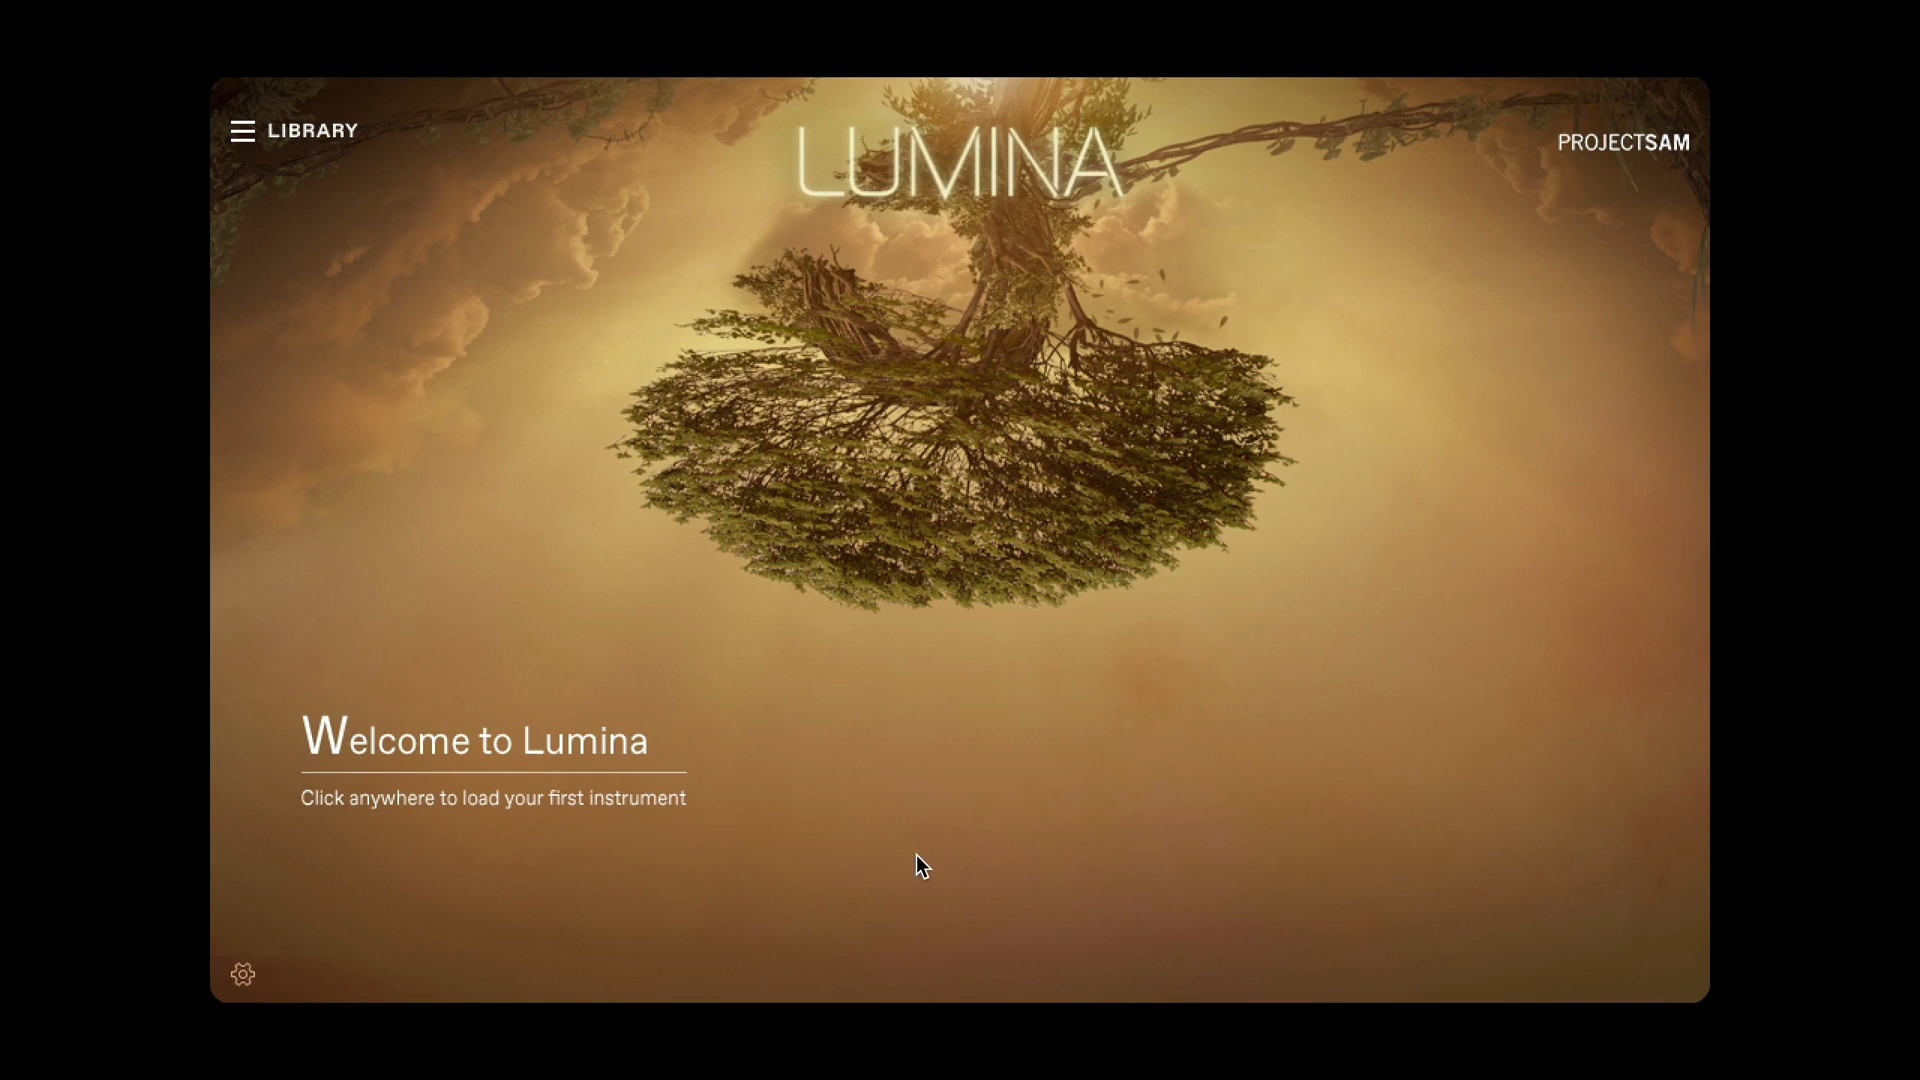 LIBRARY
LUMINA
PROJECTSAM
Welcome to Lumina
Click anywhere to load your first instrument